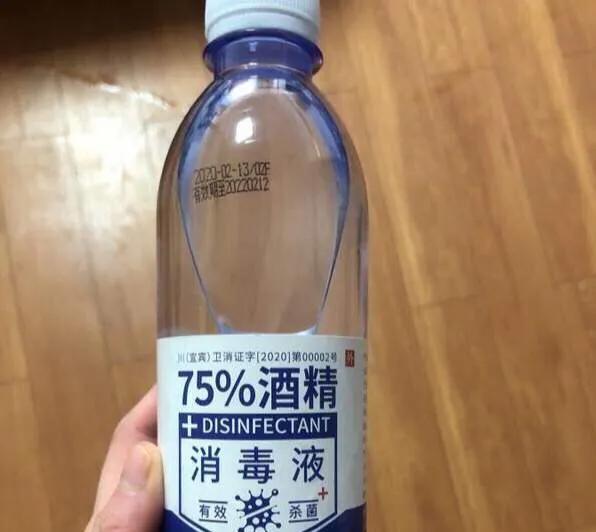 2020-02-13/02F
有效期至20220212
川(宜宾)卫消证字[2020]第00002号
外
75%酒精
DISINFECTANT
消毒液
有效 杀菌